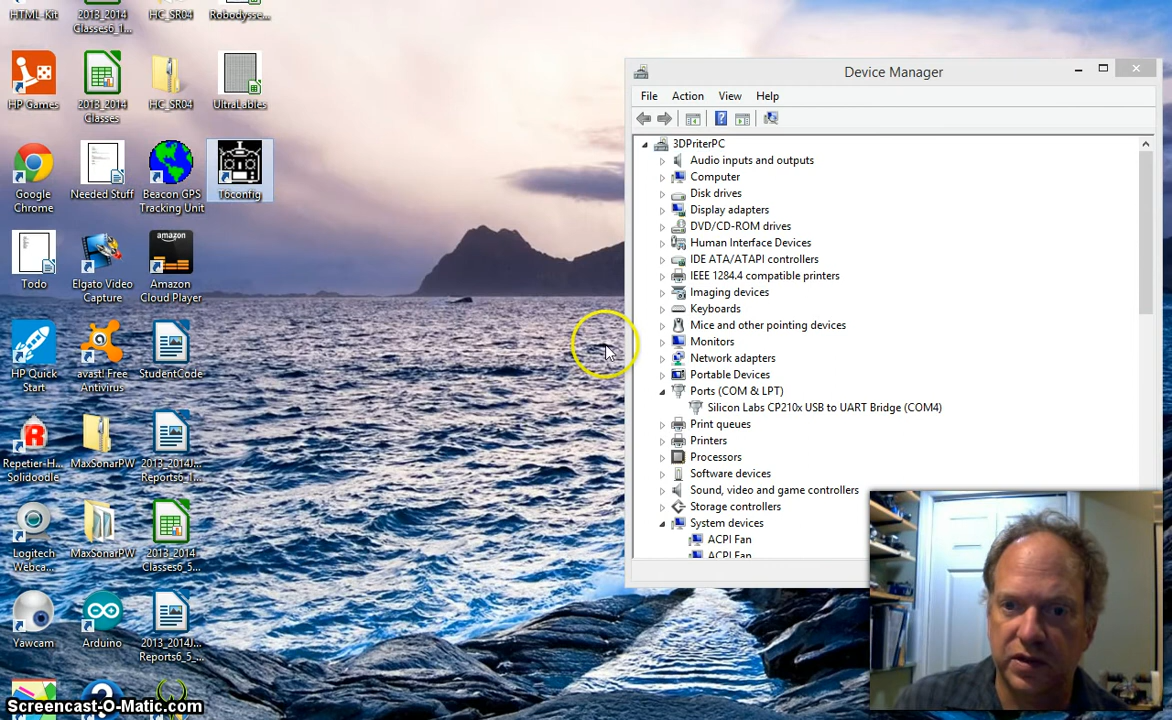 HTML-Kit
2013_2014
Classes6_1...
HC_SR04
Robodysse...
HP Games
2013_2014
Classes
HC_SR04
UltraLables
Google
Chrome
Needed Stuff
Beacon GPS
Tracking Unit
T6config
Todo
Elgato Video
Capture
amazon
Amazon
Cloud Player
HP Quick
Start
avast! Free
Antivirus
StudentCode
Repetier-H...
Solidoodle
MaxSonarPW
2013_2014J...
Reports6_1...
Logitech
Webca...
MaxSonarPW
2013_2014
Classes6_5...
Yawcam
Arduino
2013_2014J...
Reports6_5_...
Device Manager
File Action View Help
3DPriterPC
Audio inputs and outputs
Computer
Disk drives
Display adapters
DVD/CD-ROM drives
Human Interface Devices
IDE ATA/ATAPI controllers
IEEE 1284.4 compatible printers
Imaging devices
Keyboards
Mice and other pointing devices
Monitors
Network adapters
Portable Devices
Ports (COM & LPT)
Silicon Labs CP210x USB to UART Bridge (COM4)
Print queues
Printers
Processors
Software devices
Sound, video and game controllers
Storage controllers
System devices
ACPI Fan
ACPI Fan
Screencast-O-Matic.com